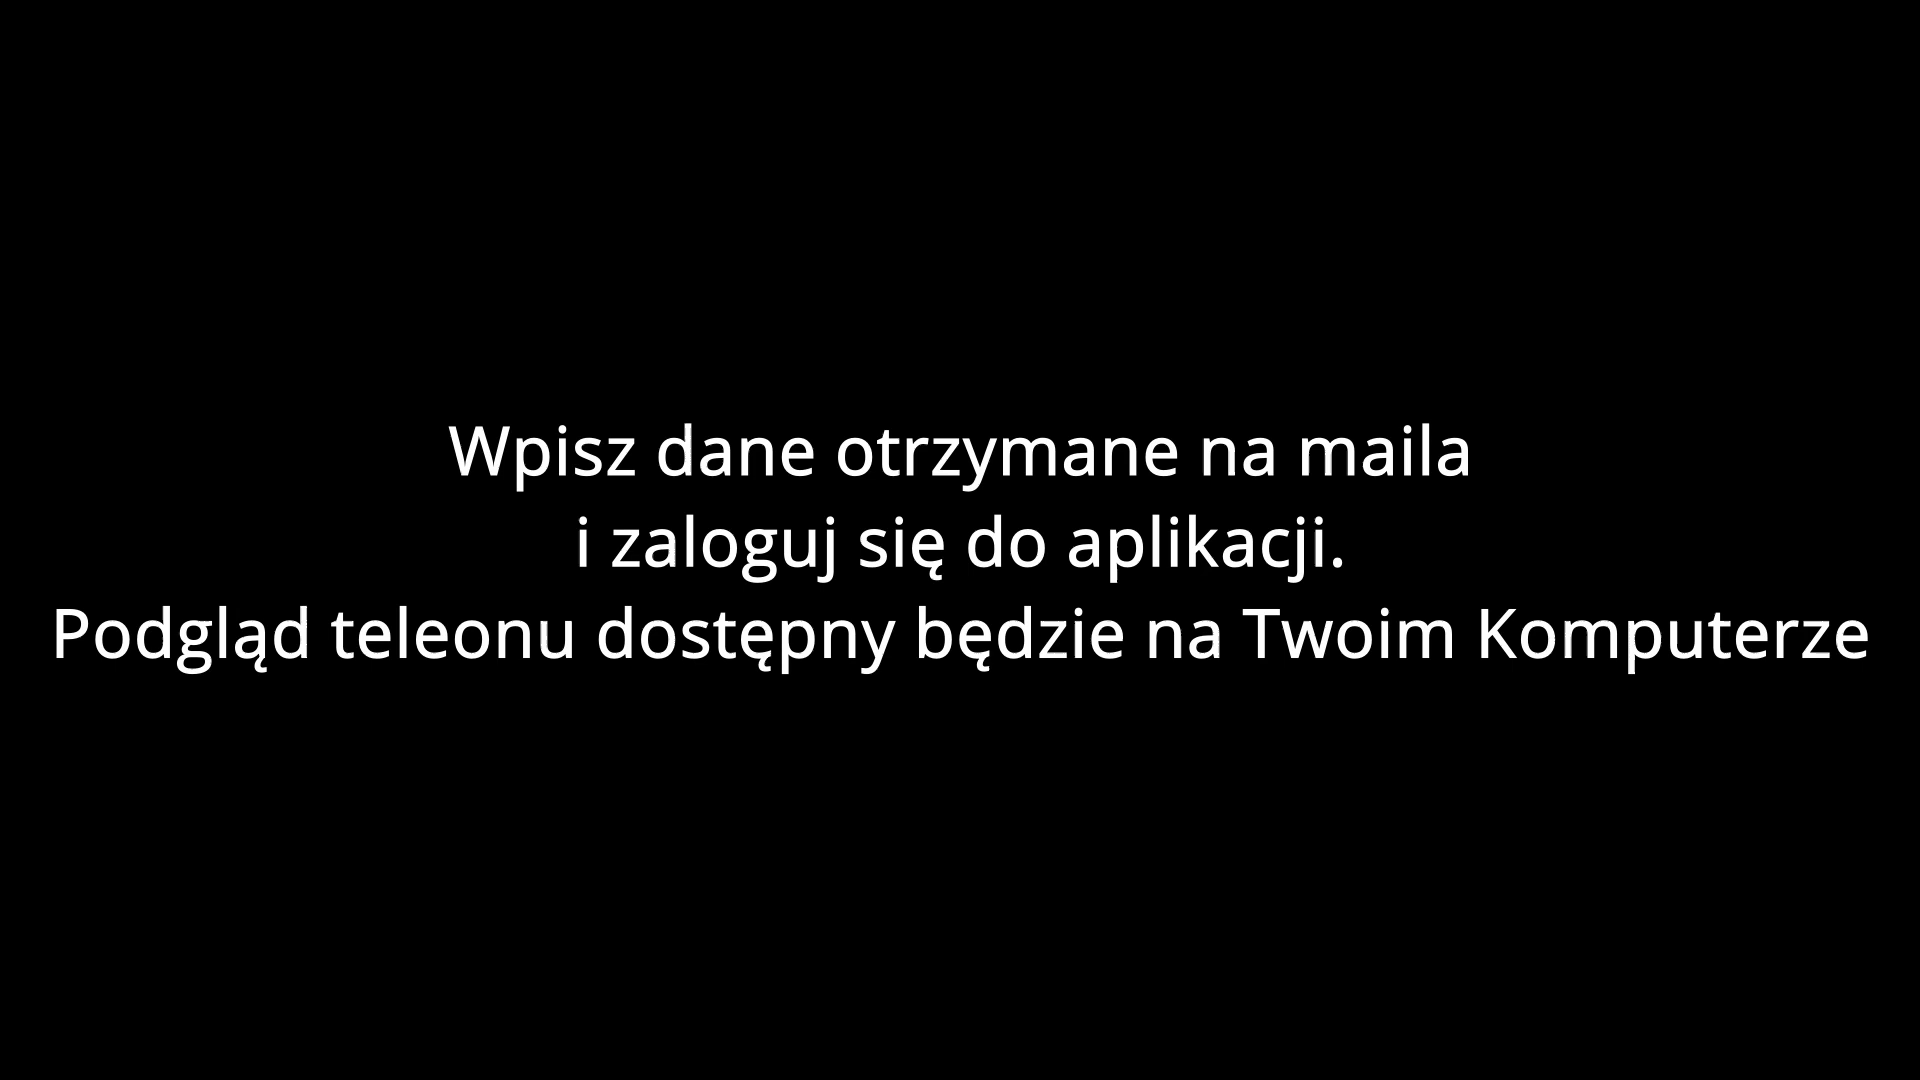 Wpisz dane otrzymane na maila
i zaloguj się do aplikacji.
Podgląd teleonu dostępny będzie na Twoim Komputerze